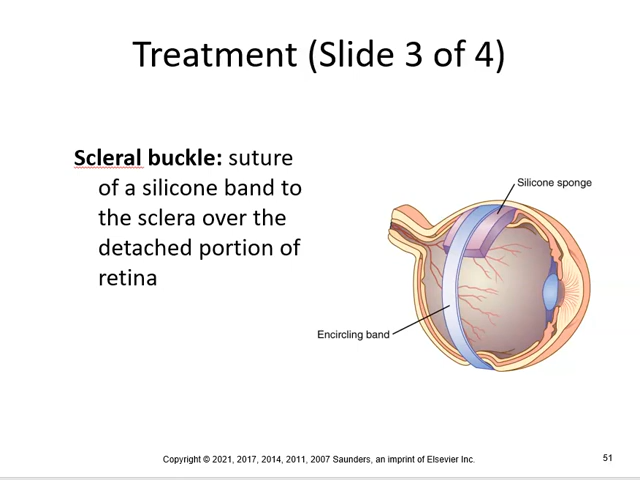 Treatment (Slide 3 of 4)
Scleral buckle: suture
of a silicone band to
the sclera over the
detached portion of
retina
Silicone sponge
Encircling band
Copyright © 2021, 2017, 2014, 2011, 2007 Saunders, an imprint of Elsevier Inc.
51